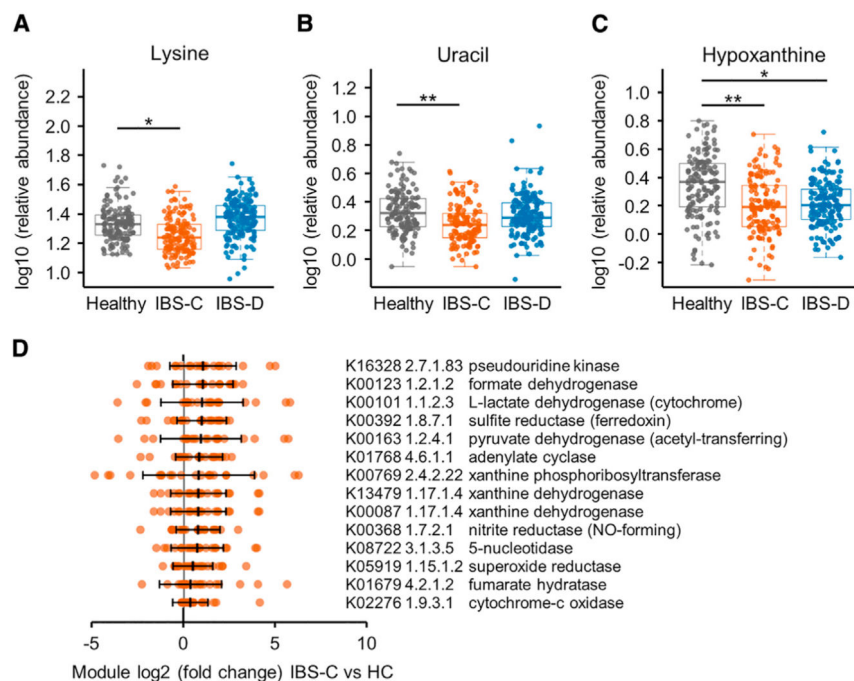 A
Lysine
*
log10 (relative abundance)
2.2
2.0
1.8
1.6
1.4
1.2
1.0
Healthy IBS-C IBS-D
B
Uracil
**
log10 (relative abundance)
1.2
1.0
0.8
0.6
0.4
0.2
0.0
Healthy IBS-C IBS-D
C
Hypoxanthine
*
**
log10 (relative abundance)
1.0
0.8
0.6
0.4
0.2
0.0
-0.2
Healthy IBS-C IBS-D
D
K16328 2.7.1.83 pseudouridine kinase
K00123 1.2.1.2 formate dehydrogenase
K00101 1.1.2.3 L-lactate dehydrogenase (cytochrome)
K00392 1.8.7.1 sulfite reductase (ferredoxin)
K00163 1.2.4.1 pyruvate dehydrogenase (acetyl-transferring)
K01768 4.6.1.1 adenylate cyclase
K00769 2.4.2.22 xanthine phosphoribosyltransferase
K13479 1.17.1.4 xanthine dehydrogenase
K00087 1.17.1.4 xanthine dehydrogenase
K00368 1.7.2.1 nitrite reductase (NO-forming)
K08722 3.1.3.5 5-nucleotidase
K05919 1.15.1.2 superoxide reductase
K01679 4.2.1.2 fumarate hydratase
K02276 1.9.3.1 cytochrome-c oxidase
-5 0 5 10
Module log2 (fold change) IBS-C vs HC